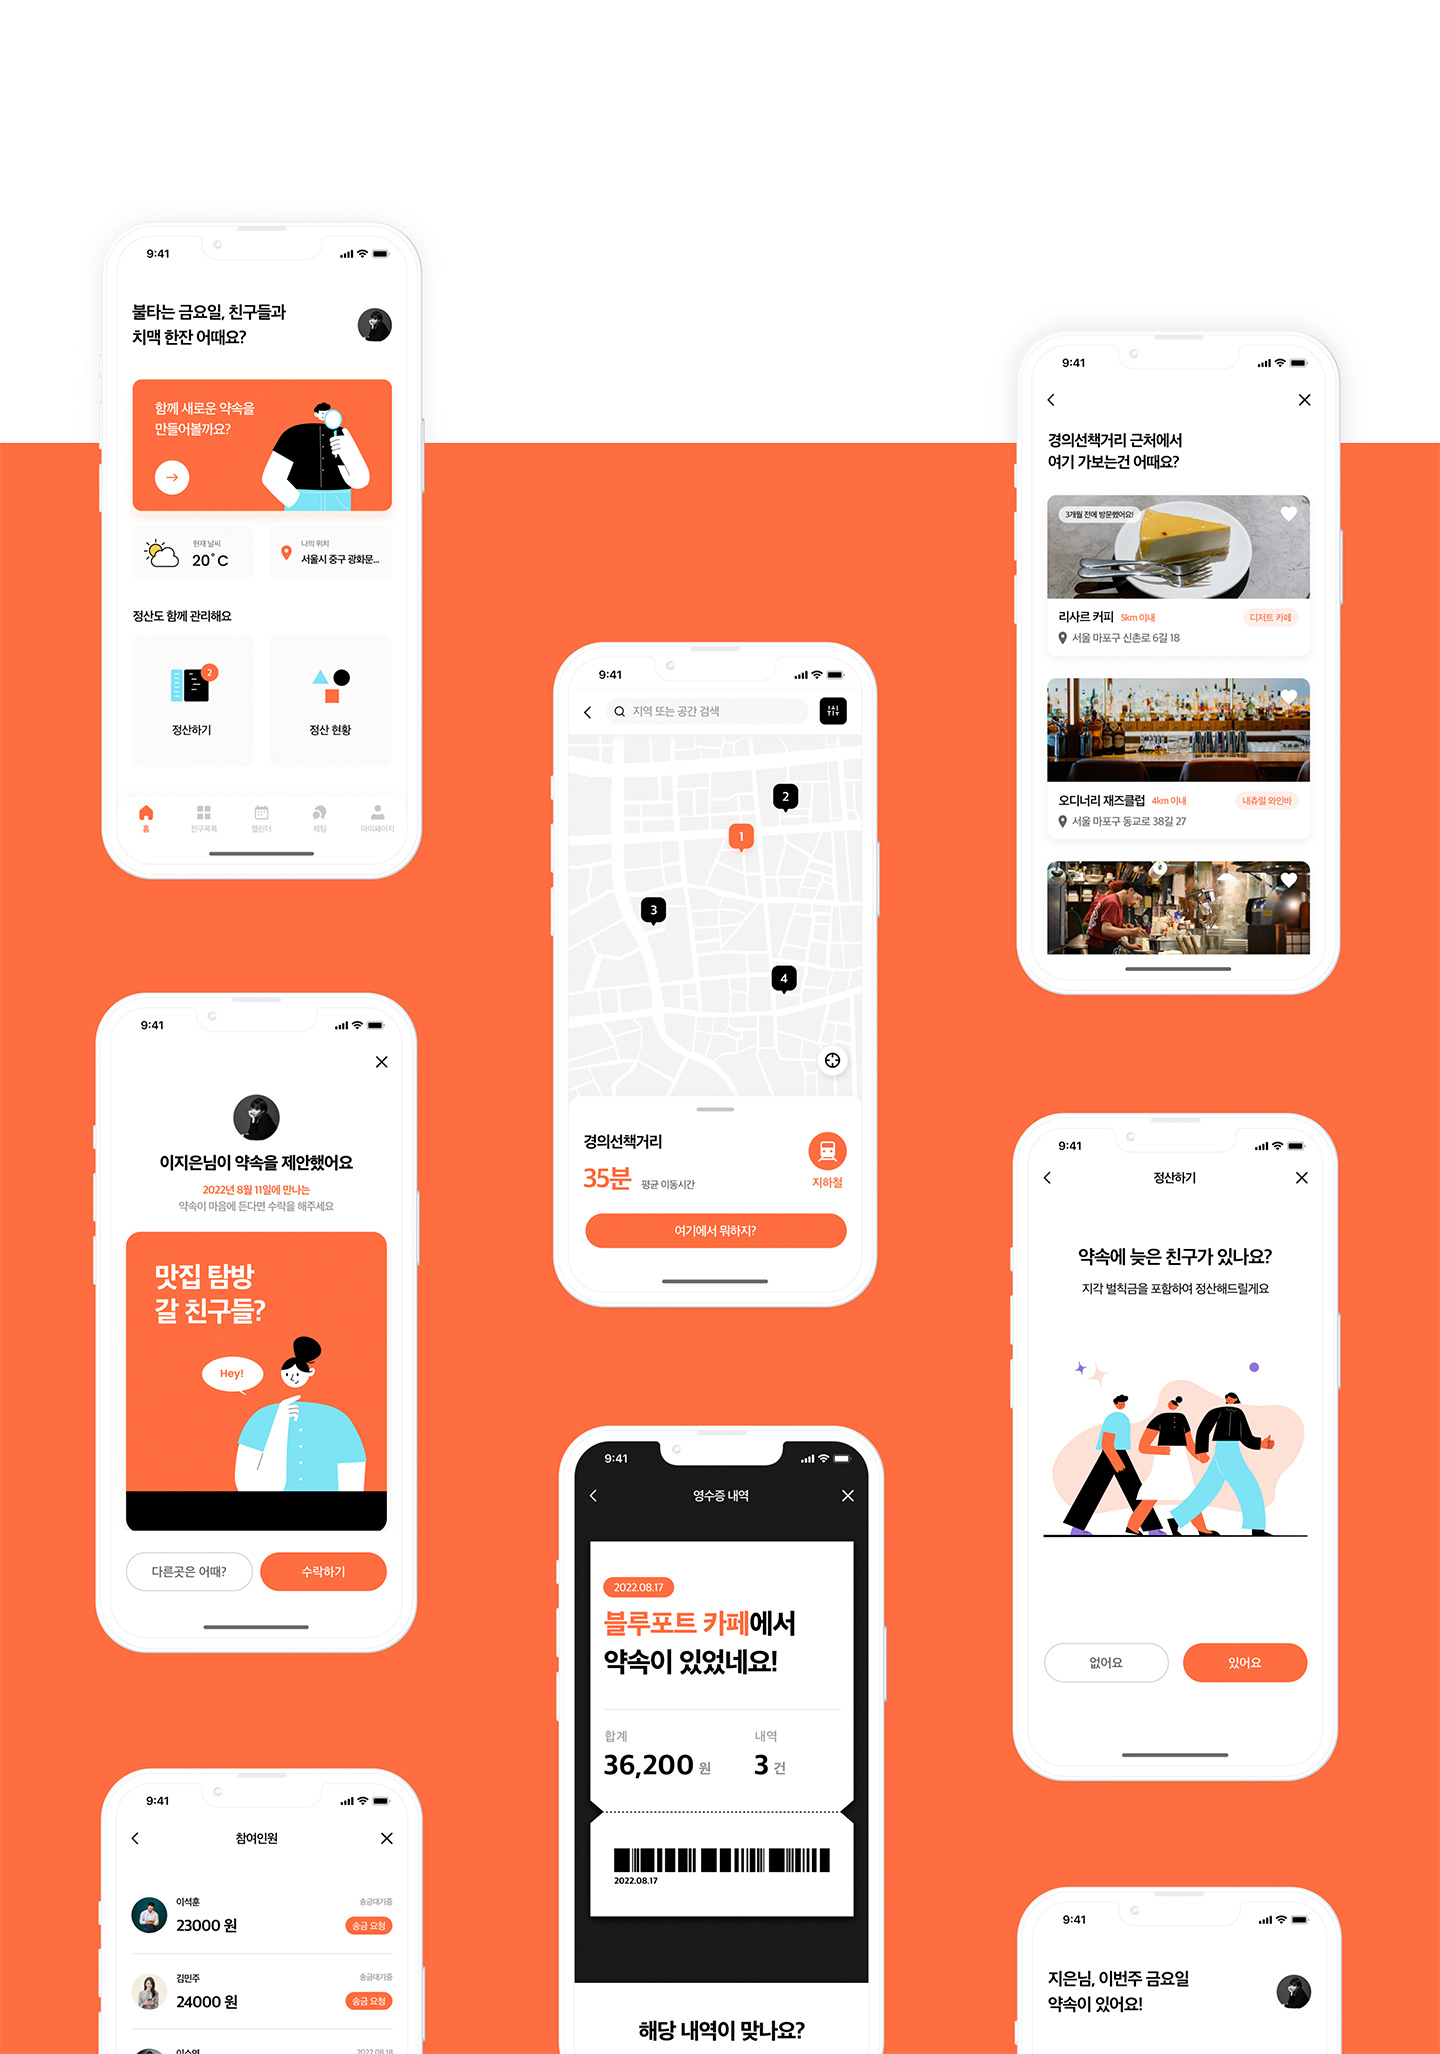 9:41
불타는 금요일, 친구들과
치맥 한잔 어때요?
함께 새로운 약속을
만들어볼까요?
현재 날씨
20°C
나의 위치
서울시 중구 광화문...
정산도 함께 관리해요
2
정산하기
정산 현황
홈
친구목록
캘린더
채팅
마이페이지
9:41
경의선책거리 근처에서
여기 가보는건 어때요?
3개월 전에 방문했어요!
리사르 커피 5km 이내
디저트 카페
서울 마포구 신촌로 6길 18
오디너리 재즈클럽 4km 이내
내츄럴 와인바
서울 마포구 동교로 38길 27
9:41
지역 또는 공간 검색
2
1
3
4
경의선책거리
35분 평균 이동시간
지하철
여기에서 뭐하지?
9:41
이지은님이 약속을 제안했어요
2022년 8월 11일에 만나는
약속이 마음에 든다면 수락을 해주세요
맛집 탐방
갈 친구들?
Hey!
다른곳은 어때?
수락하기
9:41
정산하기
약속에 늦은 친구가 있나요?
지각 벌칙금을 포함하여 정산해드릴게요
없어요
있어요
9:41
영수증 내역
2022.08.17
블루포트 카페에서
약속이 있었네요!
합계
36,200 원
내역
3 건
2022.08.17
해당 내역이 맞나요?
9:41
참여인원
이석훈
23000 원
송금대기중
송금 요청
김민주
24000 원
송금대기중
송금 요청
2022.08.18
9:41
지은님, 이번주 금요일
약속이 있어요!